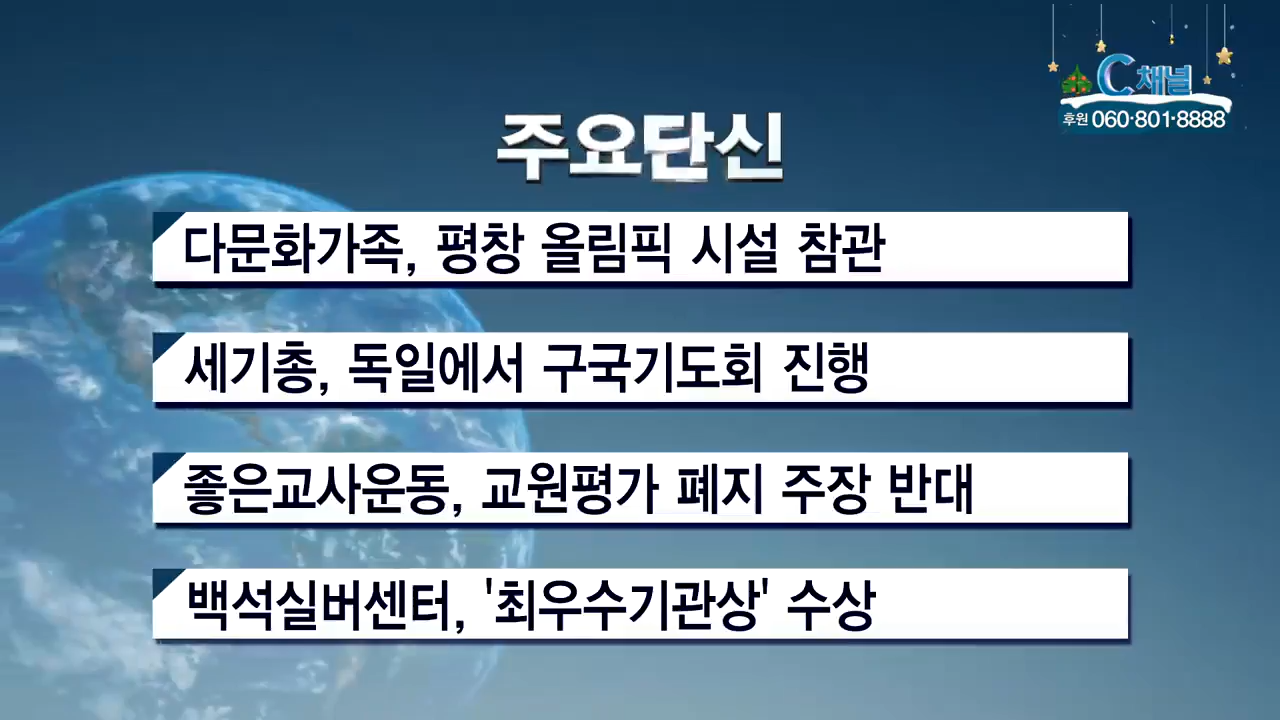 C채널
후원 060·801·8888
주요단신
다문화가족, 평창 올림픽 시설 참관
세기총, 독일에서 구국기도회 진행
좋은교사운동, 교원평가 폐지 주장 반대
백석실버센터, '최우수기관상' 수상